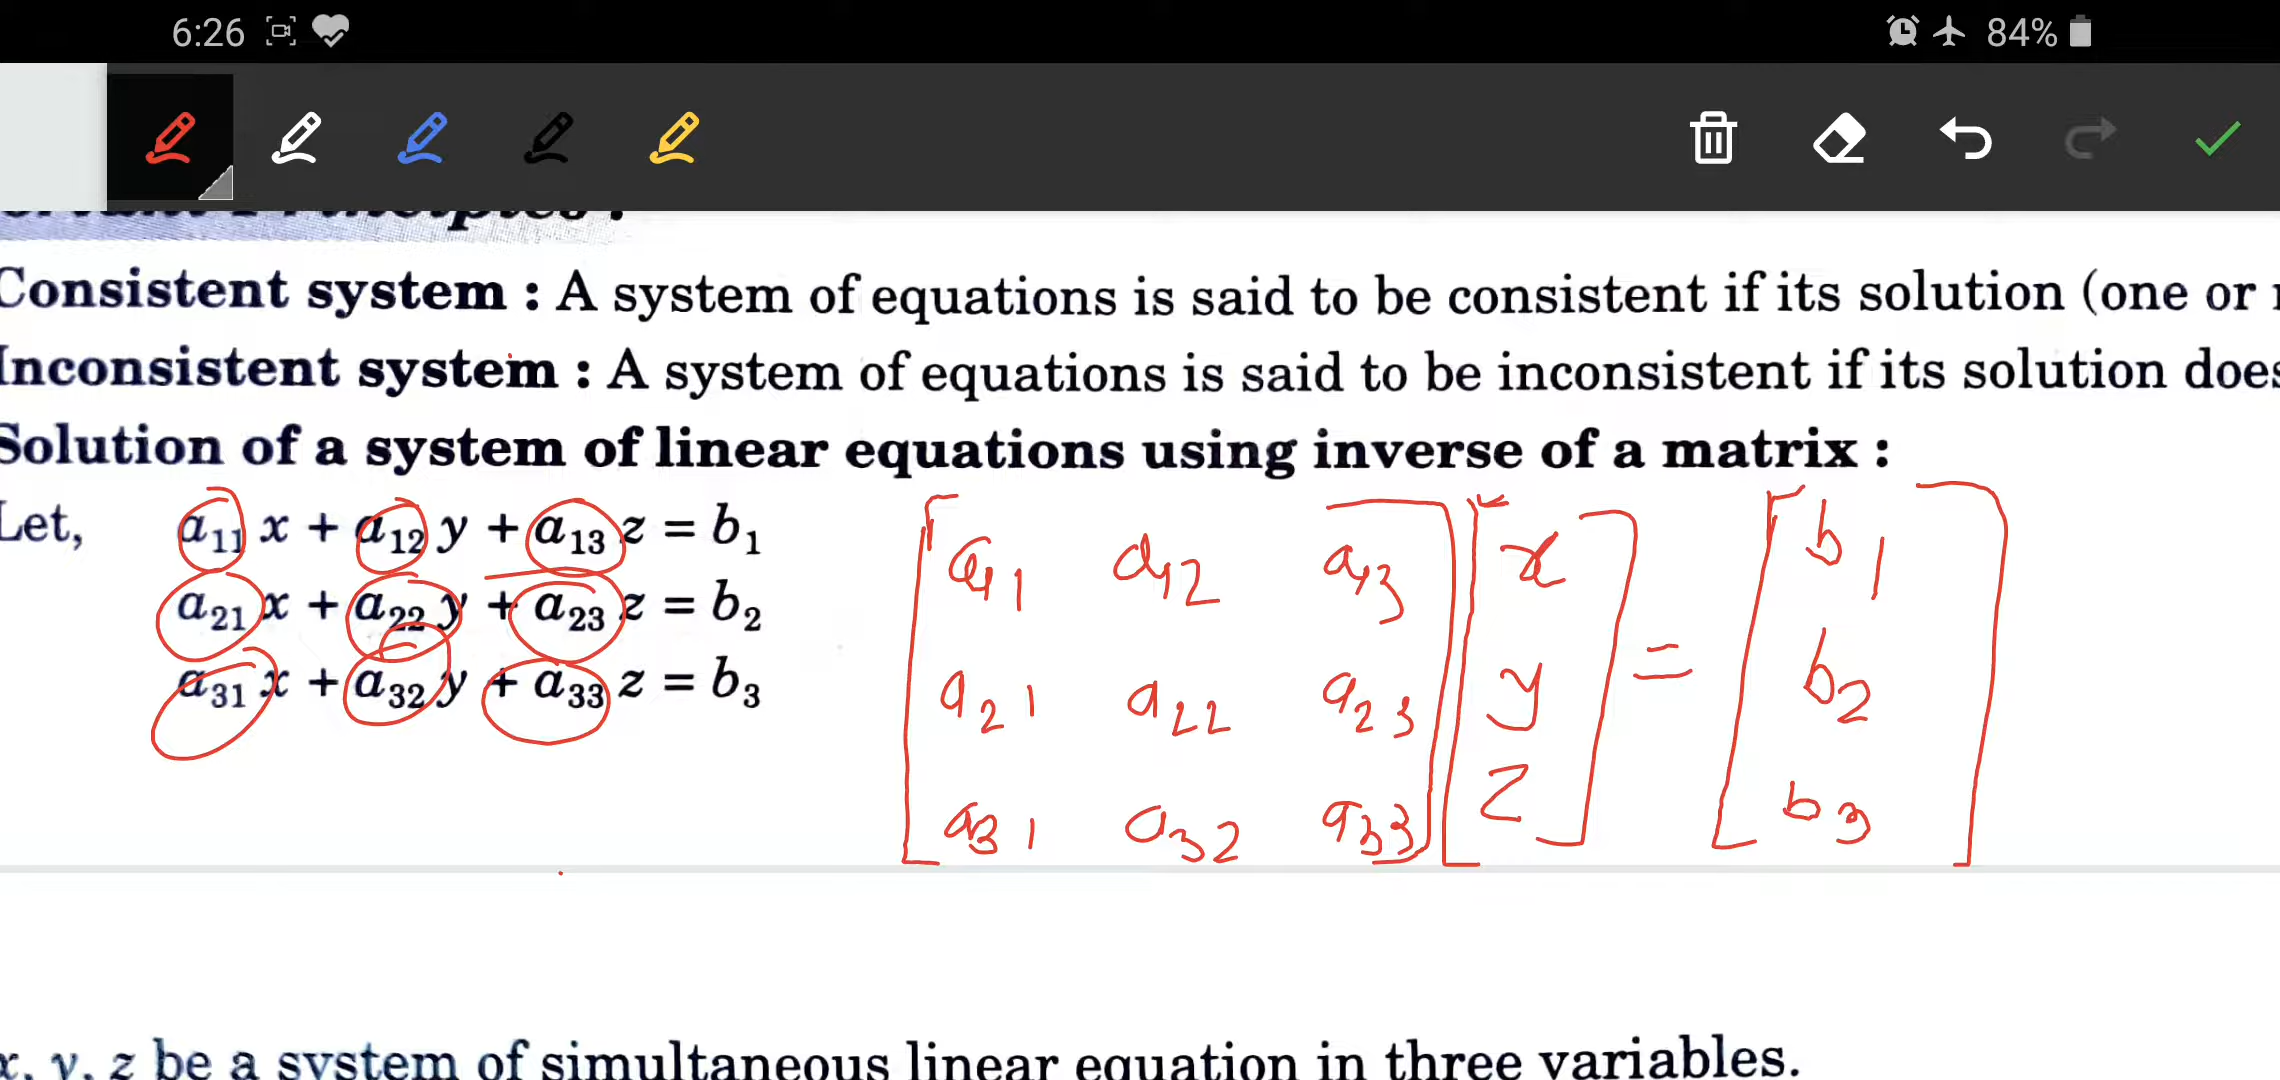 6:26 84%
Consistent system : A system of equations is said to be consistent if its solution (one or
Inconsistent system : A system of equations is said to be inconsistent if its solution does
Solution of a system of linear equations using inverse of a matrix :
Let, a11 x + a12 y + a13 z = b1
a21 x + a22 y + a23 z = b2
a31 x + a32 y + a33 z = b3
a11 a12 a13 x b1
a21 a22 a23 y = b2
a31 a32 a33 z b3
x, y, z be a system of simultaneous linear equation in three variables.